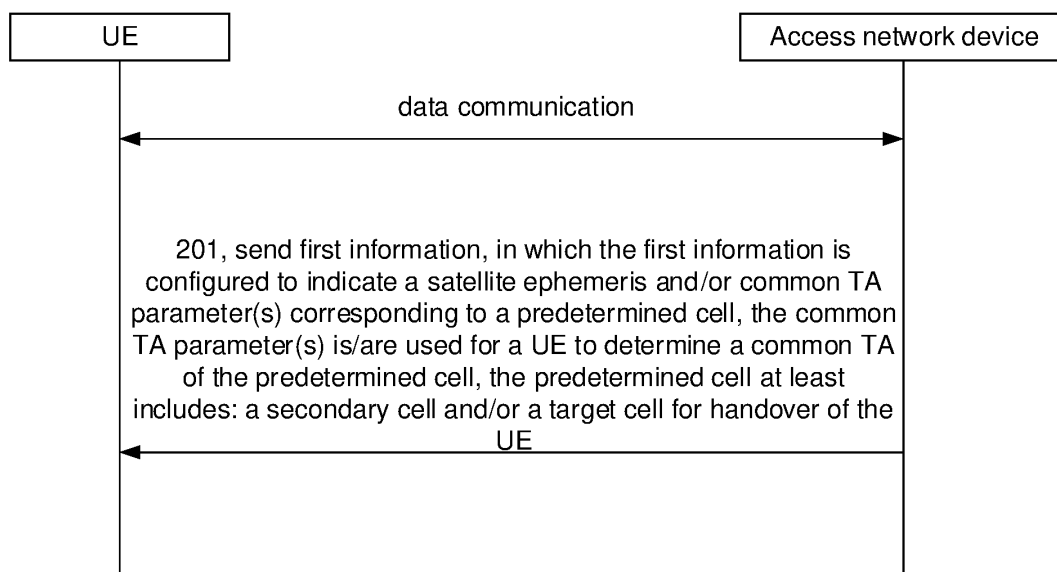 UE
Access network device
data communication
201, send first information, in which the first information is
configured to indicate a satellite ephemeris and/or common TA
parameter(s) corresponding to a predetermined cell, the common
TA parameter(s) is/are used for a UE to determine a common TA
of the predetermined cell, the predetermined cell at least
includes: a secondary cell and/or a target cell for handover of the
UE